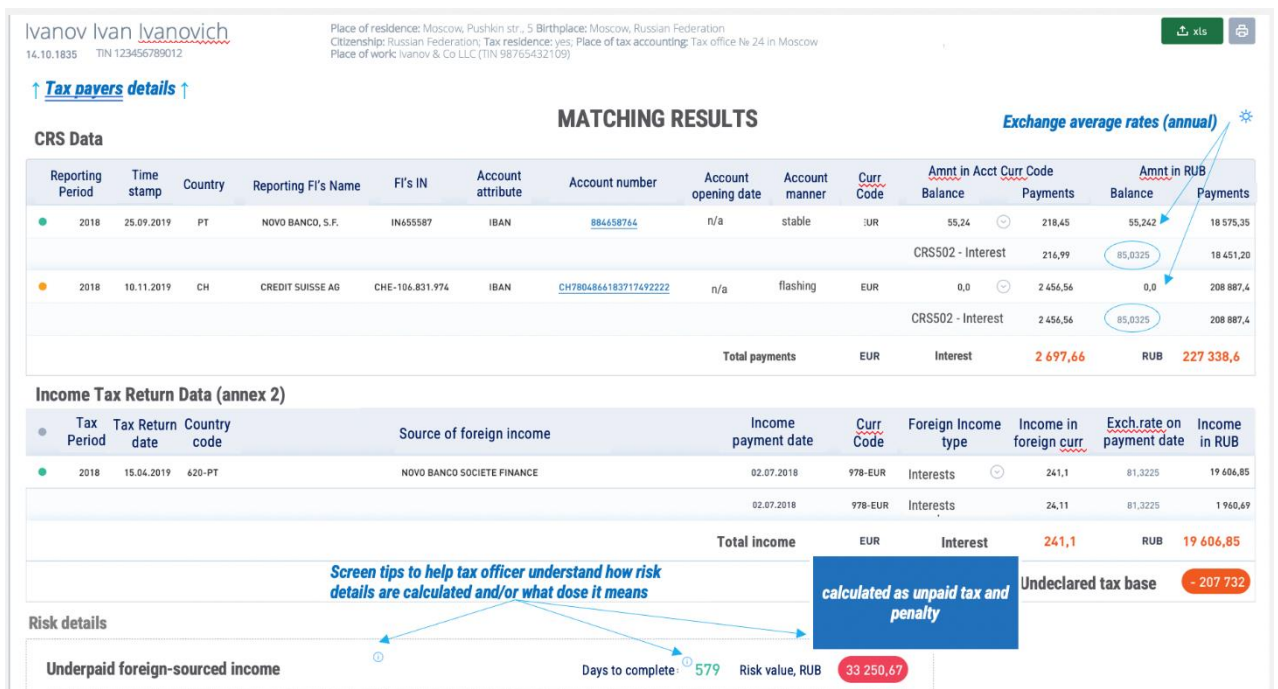 Ivanov Ivan Ivanovich
14.10.1835 TIN 123456789012
Place of residence: Moscow, Pushkin str., 5 Birthplace: Moscow, Russian Federation
Citizenship: Russian Federation; Tax residence: yes; Place of tax accounting: Tax office № 24 in Moscow
Place of work: Ivanov & Co LLC (TIN 98765432109)
xls
↑ Tax payers details ↑
MATCHING RESULTS
Exchange average rates (annual)
CRS Data
Reporting Period Time stamp Country Reporting FI's Name FI's IN Account attribute Account number Account opening date Account manner Curr Code Amnt in Acct Curr Code Balance Payments Amnt in RUB Balance Payments
2018 25.09.2019 PT NOVO BANCO, S.F. IN655587 IBAN 884658764 n/a stable :UR 55,24 218,45 55,242 18 575,35
CRS502 - Interest 216,99 85,0325 18 451,20
2018 10.11.2019 CH CREDIT SUISSE AG CHE-106.831.974 IBAN CH7804866183717492222 n/a flashing EUR 0,0 2 456,56 0,0 208 887,4
CRS502 - Interest 2 456,56 85,0325 208 887,4
Total payments EUR Interest 2 697,66 RUB 227 338,6
Income Tax Return Data (annex 2)
Tax Period Tax Return date Country code Source of foreign income Income payment date Curr Code Foreign Income type Income in foreign curr Exch.rate on payment date Income in RUB
2018 15.04.2019 620-PT NOVO BANCO SOCIETE FINANCE 02.07.2018 978-EUR Interests 241,1 81,3225 19 606,85
02.07.2018 978-EUR Interests 24,11 81,3225 1 960,69
Total income EUR Interest 241,1 RUB 19 606,85
Screen tips to help tax officer understand how risk
details are calculated and/or what dose it means
calculated as unpaid tax and
penalty
Undeclared tax base - 207 732
Risk details
Underpaid foreign-sourced income Days to complete: 579 Risk value, RUB 33 250,67